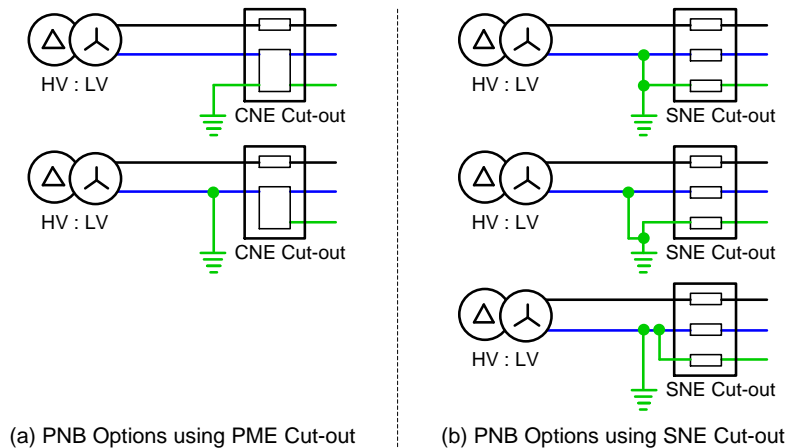 HV : LV
CNE Cut-out
HV : LV
CNE Cut-out
(a) PNB Options using PME Cut-out
HV : LV
SNE Cut-out
HV : LV
SNE Cut-out
HV : LV
SNE Cut-out
(b) PNB Options using SNE Cut-out